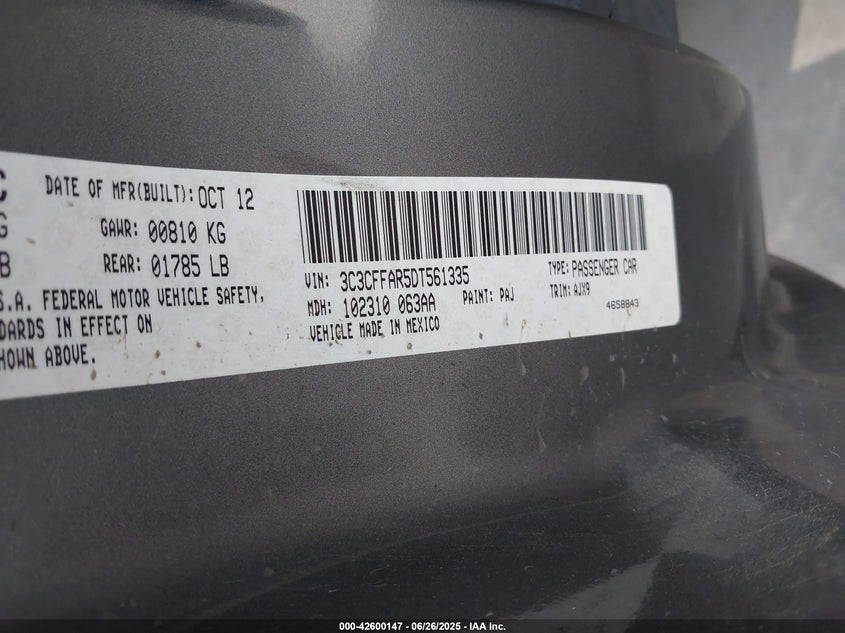 C
DATE OF MFR(BUILT): OCT 12
G
GAWR: 00810 KG
B
REAR: 01785 LB
S.A. FEDERAL MOTOR VEHICLE SAFETY,
DARDS IN EFFECT ON
HOWN ABOVE.
VIN: 3C3CFFAR5DT561335
TYPE: PASSENGER CAR
MDH: 102310 063AA
PAINT: PAJ
TRIM: AJX9
VEHICLE MADE IN MEXICO
4658843
000-42600147 - 06/26/2025 - IAA Inc.